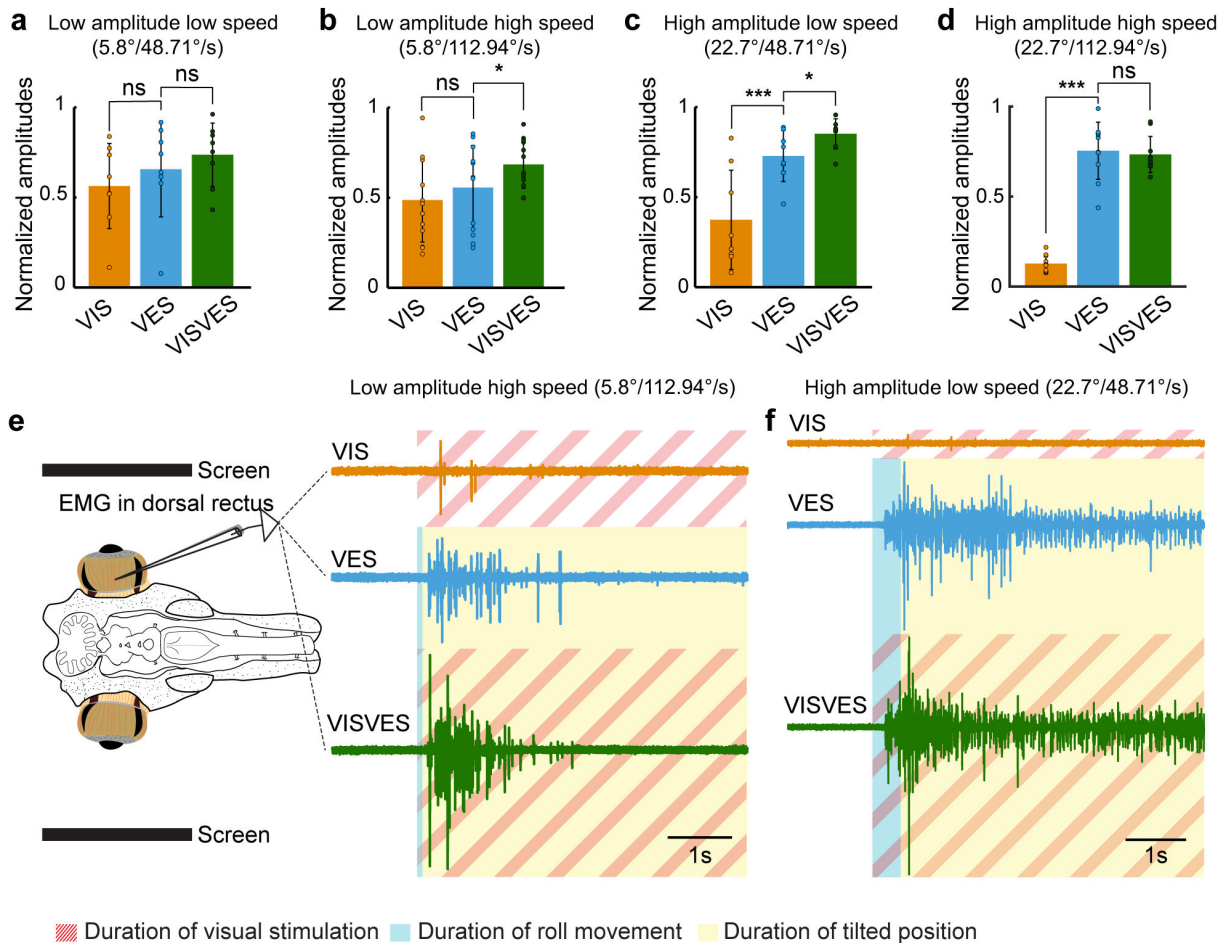 a
Low amplitude low speed
(5.8°/48.71°/s)
Normalized amplitudes
1
0.5
0
ns
ns
VIS
VES
VISVES
b
Low amplitude high speed
(5.8°/112.94°/s)
Normalized amplitudes
1
0.5
0
ns
*
VIS
VES
VISVES
c
High amplitude low speed
(22.7°/48.71°/s)
Normalized amplitudes
1
0.5
0
***
*
VIS
VES
VISVES
d
High amplitude high speed
(22.7°/112.94°/s)
Normalized amplitudes
1
0.5
0
***
ns
VIS
VES
VISVES
e
Low amplitude high speed (5.8°/112.94°/s)
Screen
EMG in dorsal rectus
Screen
VIS
VES
VISVES
1s
f
High amplitude low speed (22.7°/48.71°/s)
VIS
VES
VISVES
1s
Duration of visual stimulation
Duration of roll movement
Duration of tilted position